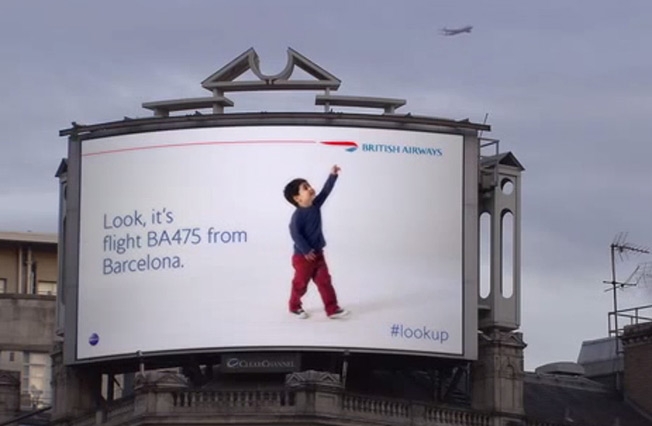 BRITISH AIRWAYS
Look, it's
flight BA475 from
Barcelona.
#lookup
CLEARCHANNEL